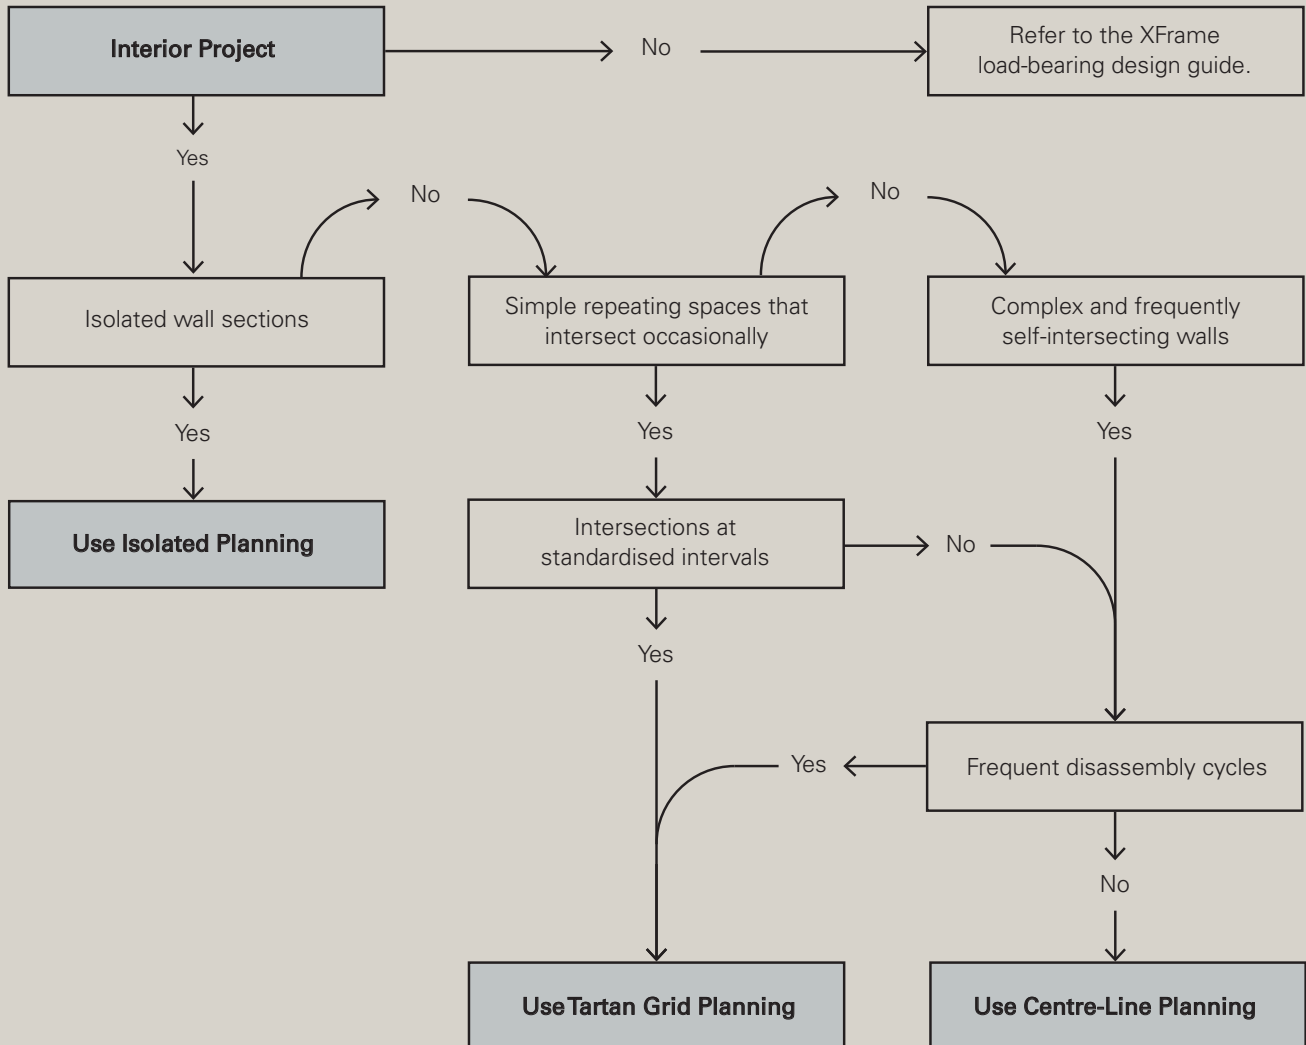 Interior Project
No
Refer to the XFrame
load-bearing design guide.
Yes
No
No
Isolated wall sections
Simple repeating spaces that
intersect occasionally
Complex and frequently
self-intersecting walls
Yes
Yes
Yes
Use Isolated Planning
Intersections at
standardised intervals
No
Yes
Yes
Frequent disassembly cycles
No
Use Tartan Grid Planning
Use Centre-Line Planning